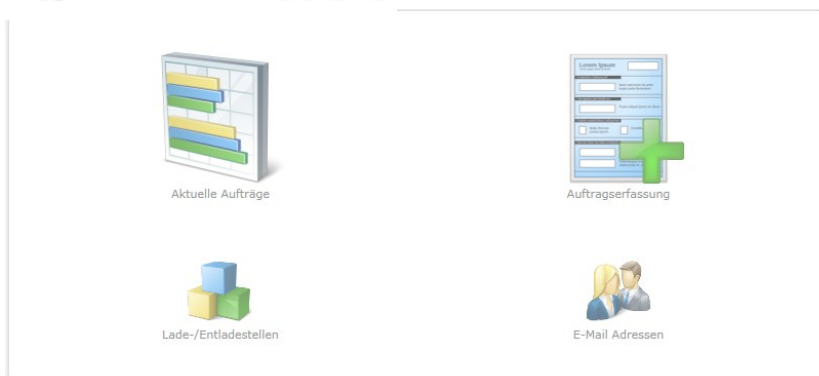 Aktuelle Aufträge
Lorem Ipsum
Auftragserfassung
Lade-/Entladestellen
E-Mail Adressen